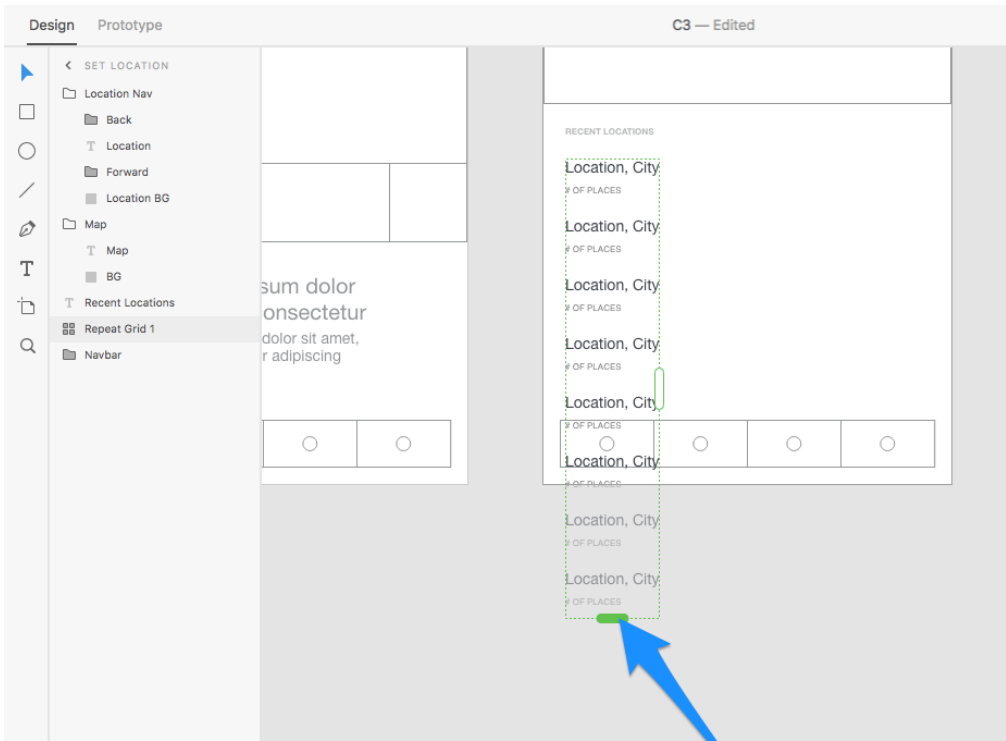 Design Prototype C3 — Edited
SET LOCATION
Location Nav
Back
Location
Forward
Location BG
Map
Map
BG
Recent Locations
Repeat Grid 1
Navbar
sum dolor
onsectetur
dolor sit amet,
r adipiscing
RECENT LOCATIONS
Location, City
# OF PLACES
Location, City
# OF PLACES
Location, City
# OF PLACES
Location, City
# OF PLACES
Location, City
# OF PLACES
Location, City
# OF PLACES
Location, City
# OF PLACES
Location, City
# OF PLACES